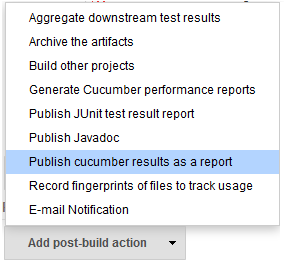 Aggregate downstream test results
Archive the artifacts
Build other projects
Generate Cucumber performance reports
Publish JUnit test result report
Publish Javadoc
Publish cucumber results as a report
Record fingerprints of files to track usage
E-mail Notification
Add post-build action